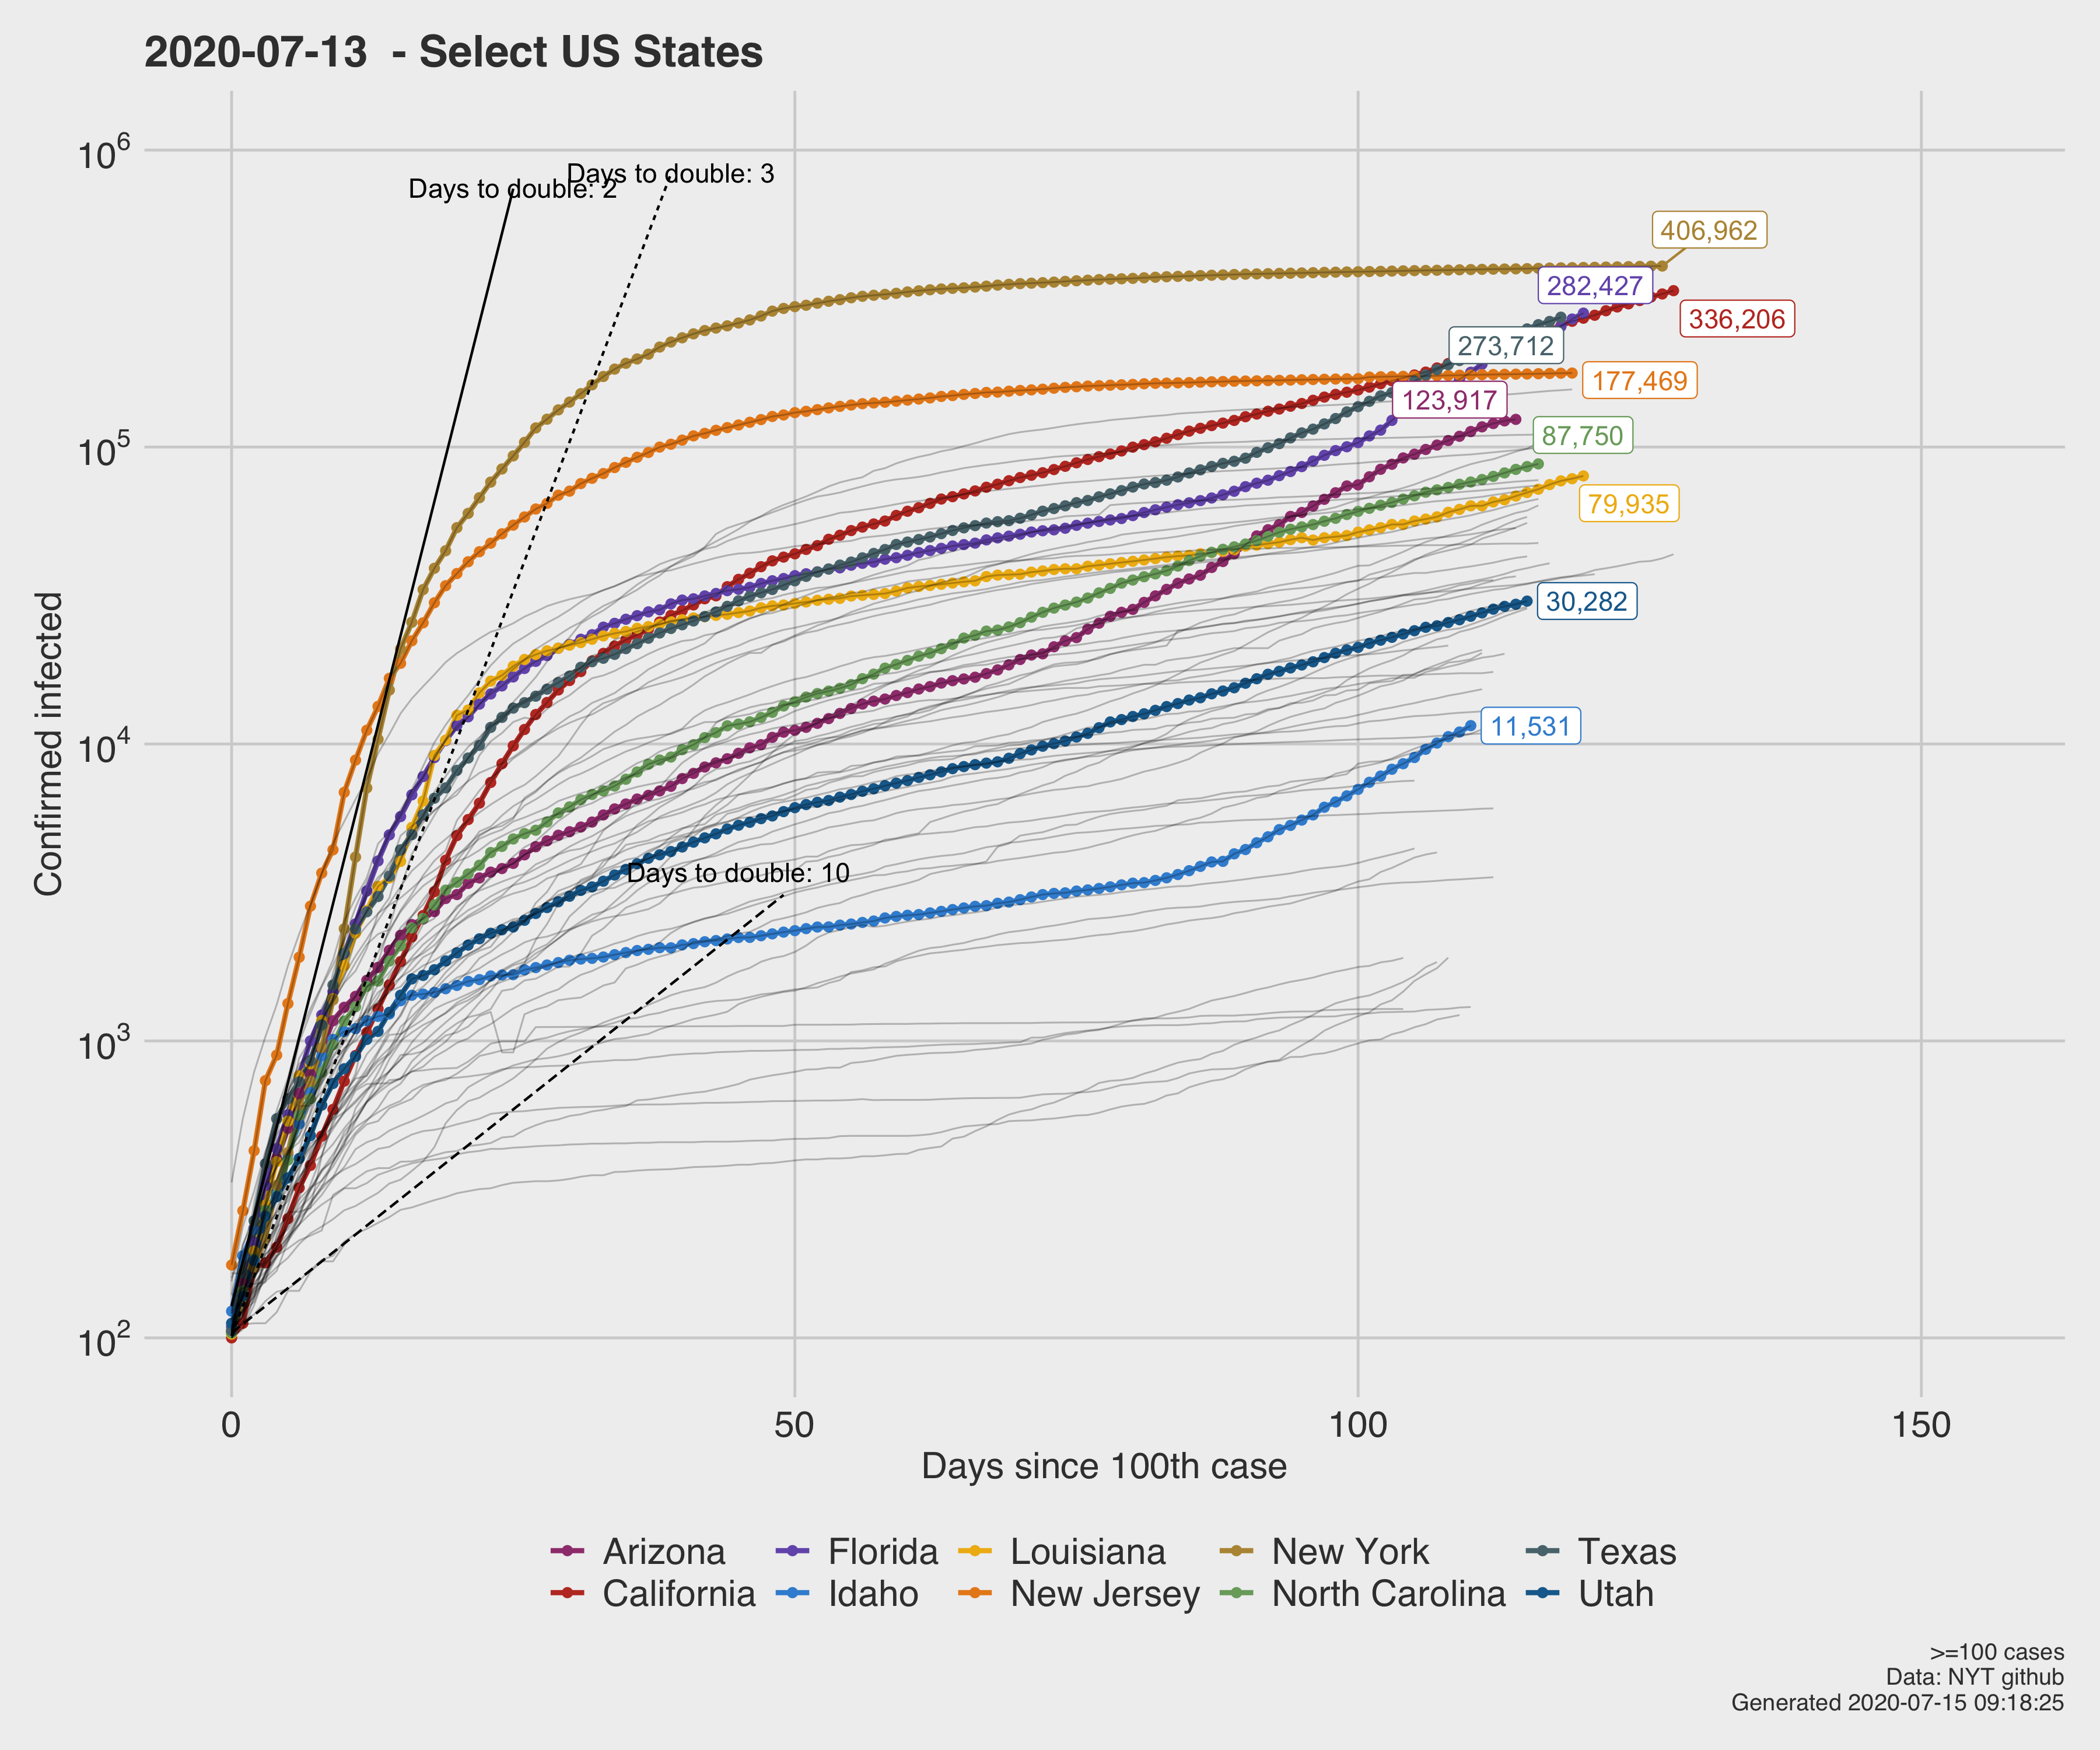 2020-07-13 - Select US States
10^6
Days to double: 3
Days to double: 2
406,962
282,427
336,206
273,712
177,469
123,917
10^5
87,750
79,935
30,282
11,531
10^4
Confirmed infected
Days to double: 10
10^3
10^2
0 50 100 150
Days since 100th case
Arizona Florida Louisiana New York Texas
California Idaho New Jersey North Carolina Utah
>=100 cases
Data: NYT github
Generated 2020-07-15 09:18:25